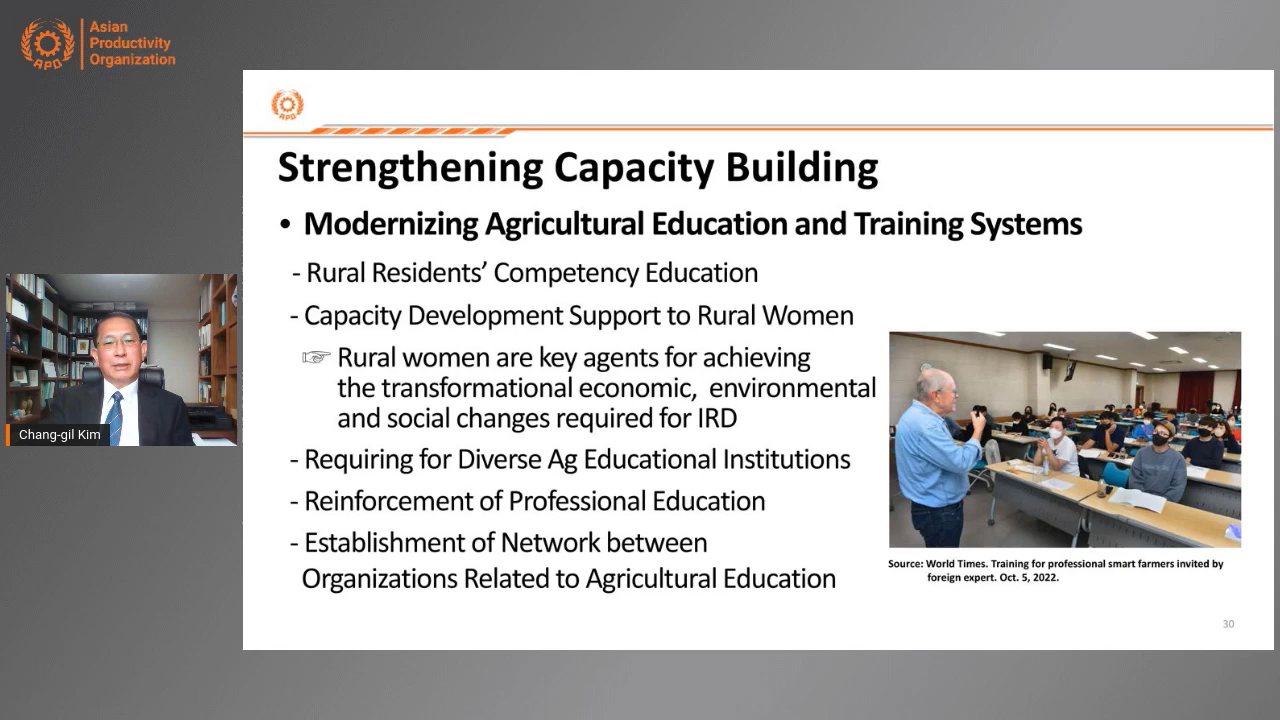 Asian
Productivity
Organization
APO
APO
Strengthening Capacity Building
• Modernizing Agricultural Education and Training Systems
- Rural Residents’ Competency Education
- Capacity Development Support to Rural Women
☞ Rural women are key agents for achieving
the transformational economic, environmental
and social changes required for IRD
- Requiring for Diverse Ag Educational Institutions
- Reinforcement of Professional Education
- Establishment of Network between
Organizations Related to Agricultural Education
Source: World Times. Training for professional smart farmers invited by
foreign expert. Oct. 5, 2022.
30
Chang-gil Kim